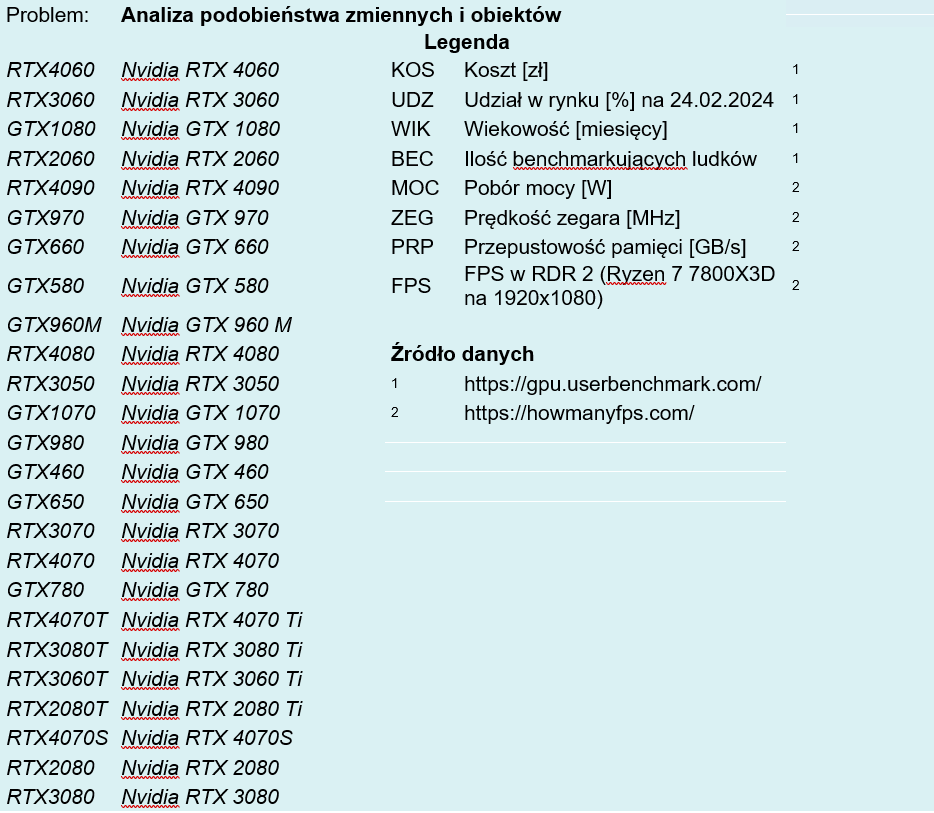 Problem: Analiza podobieństwa zmiennych i obiektów
Legenda
RTX4060 Nvidia RTX 4060 KOS Koszt [zł] 1
RTX3060 Nvidia RTX 3060 UDZ Udział w rynku [%] na 24.02.2024 1
GTX1080 Nvidia GTX 1080 WIK Wiekowość [miesięcy] 1
RTX2060 Nvidia RTX 2060 BEC Ilość benchmarkujących ludków 1
RTX4090 Nvidia RTX 4090 MOC Pobór mocy [W] 2
GTX970 Nvidia GTX 970 ZEG Prędkość zegara [MHz] 2
GTX660 Nvidia GTX 660 PRP Przepustowość pamięci [GB/s] 2
GTX580 Nvidia GTX 580 FPS FPS w RDR 2 (Ryzen 7 7800X3D
na 1920x1080) 2
GTX960M Nvidia GTX 960 M
RTX4080 Nvidia RTX 4080 Źródło danych
RTX3050 Nvidia RTX 3050 1 https://gpu.userbenchmark.com/
GTX1070 Nvidia GTX 1070 2 https://howmanyfps.com/
GTX980 Nvidia GTX 980
GTX460 Nvidia GTX 460
GTX650 Nvidia GTX 650
RTX3070 Nvidia RTX 3070
RTX4070 Nvidia RTX 4070
GTX780 Nvidia GTX 780
RTX4070T Nvidia RTX 4070 Ti
RTX3080T Nvidia RTX 3080 Ti
RTX3060T Nvidia RTX 3060 Ti
RTX2080T Nvidia RTX 2080 Ti
RTX4070S Nvidia RTX 4070S
RTX2080 Nvidia RTX 2080
RTX3080 Nvidia RTX 3080